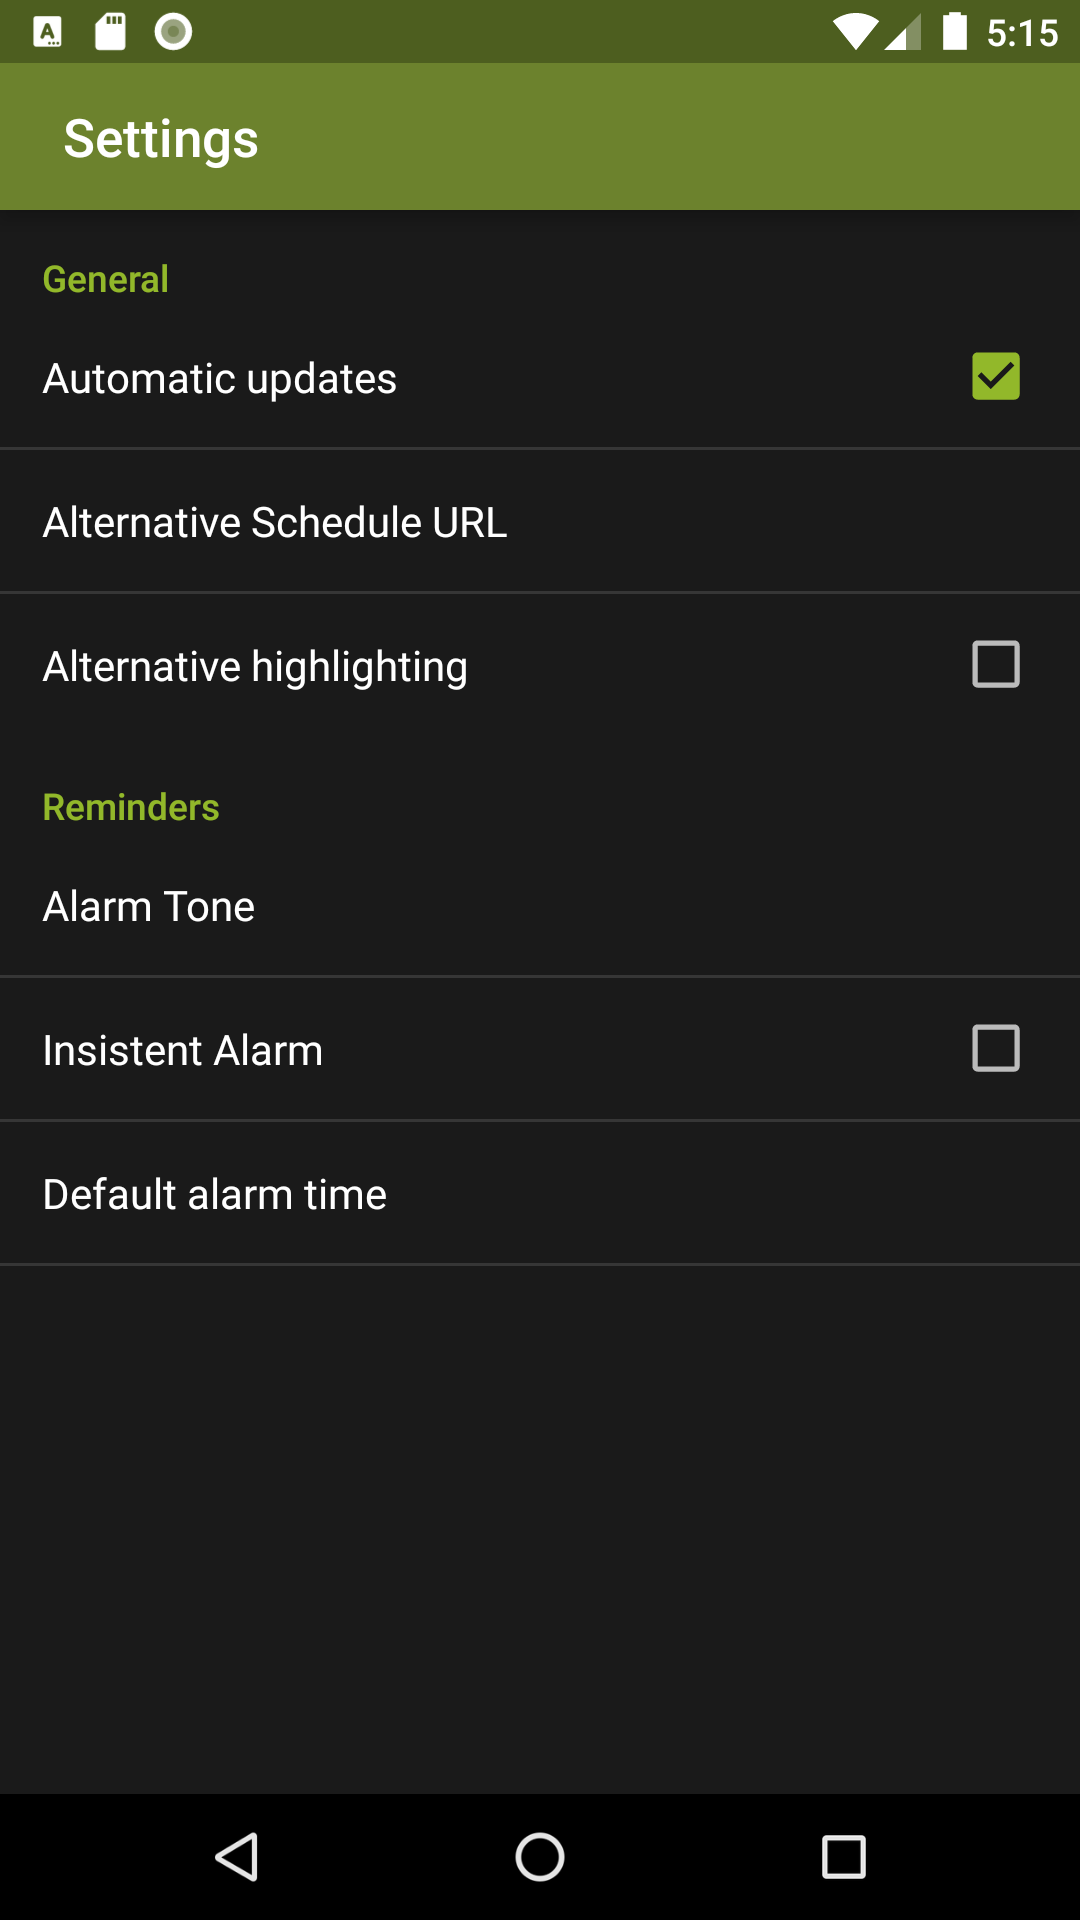 5:15
Settings
General
Automatic updates
Alternative Schedule URL
Alternative highlighting
Reminders
Alarm Tone
Insistent Alarm
Default alarm time